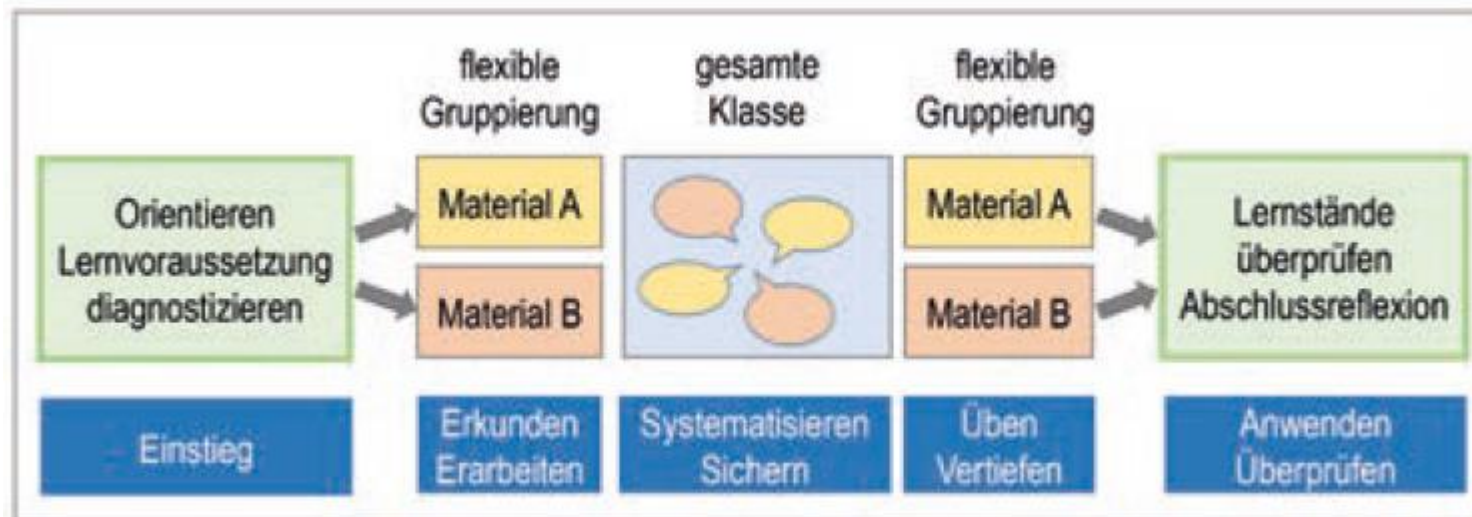 flexible
Gruppierung
gesamte
Klasse
flexible
Gruppierung
Orientieren
Lernvoraussetzung
diagnostizieren
Material A
Material B
Material A
Material B
Lernstände
überprüfen
Abschlussreflexion
Einstieg
Erkunden
Erarbeiten
Systematisieren
Sichern
Üben
Vertiefen
Anwenden
Überprüfen